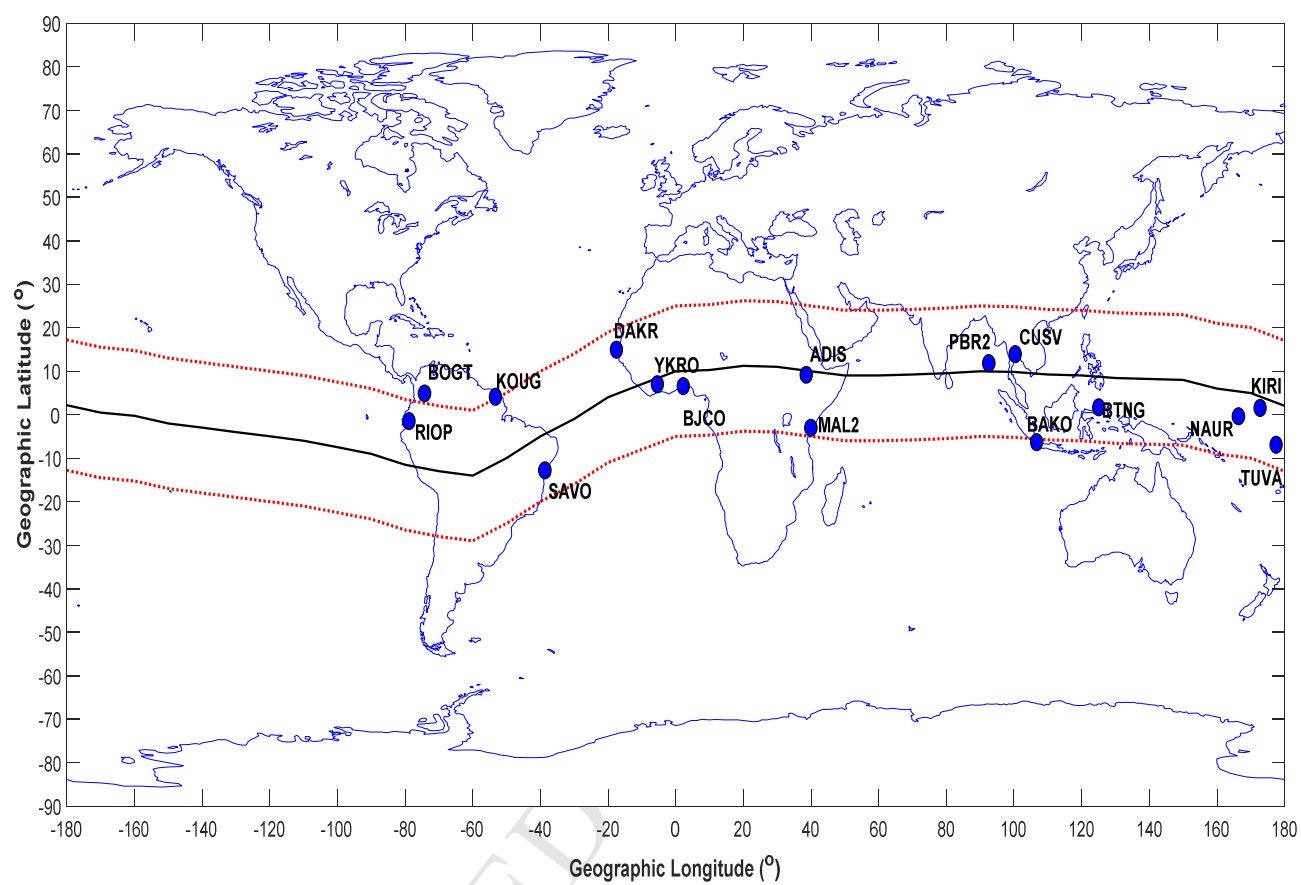 90
80
70
60
50
40
30
20
10
0
-10
-20
-30
-40
-50
-60
-70
-80
-90
Geographic Latitude (°)
DAKR
YKRO
ADIS
PBR2
CUSV
BOGT
KOUG
KIRI
RIOP
BJCO
MAL2
BAKO
BTNG
NAUR
SAVO
TUVA
-180 -160 -140 -120 -100 -80 -60 -40 -20 0 20 40 60 80 100 120 140 160 180
Geographic Longitude (°)